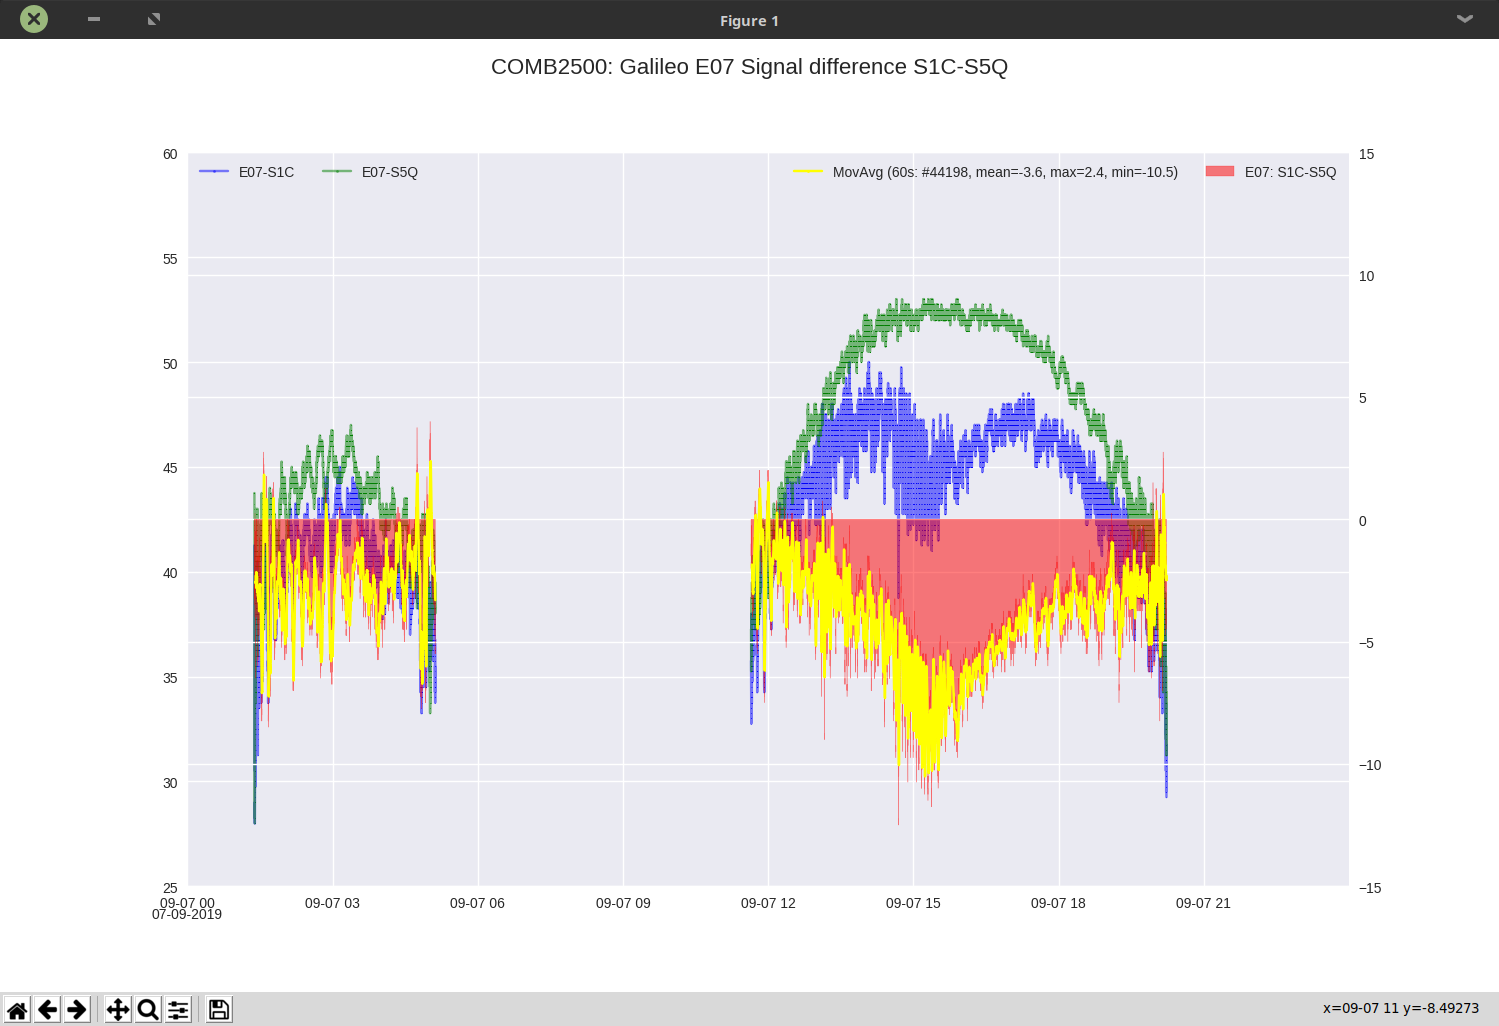 Figure 1
COMB2500: Galileo E07 Signal difference S1C-S5Q
E07-S1C E07-S5Q MovAvg (60s: #44198, mean=-3.6, max=2.4, min=-10.5) E07: S1C-S5Q
60 15
55
10
50
5
45
0
40
−5
35
−10
30
25 −15
09-07 00 09-07 03 09-07 06 09-07 09 09-07 12 09-07 15 09-07 18 09-07 21
07-09-2019
x=09-07 11 y=-8.49273